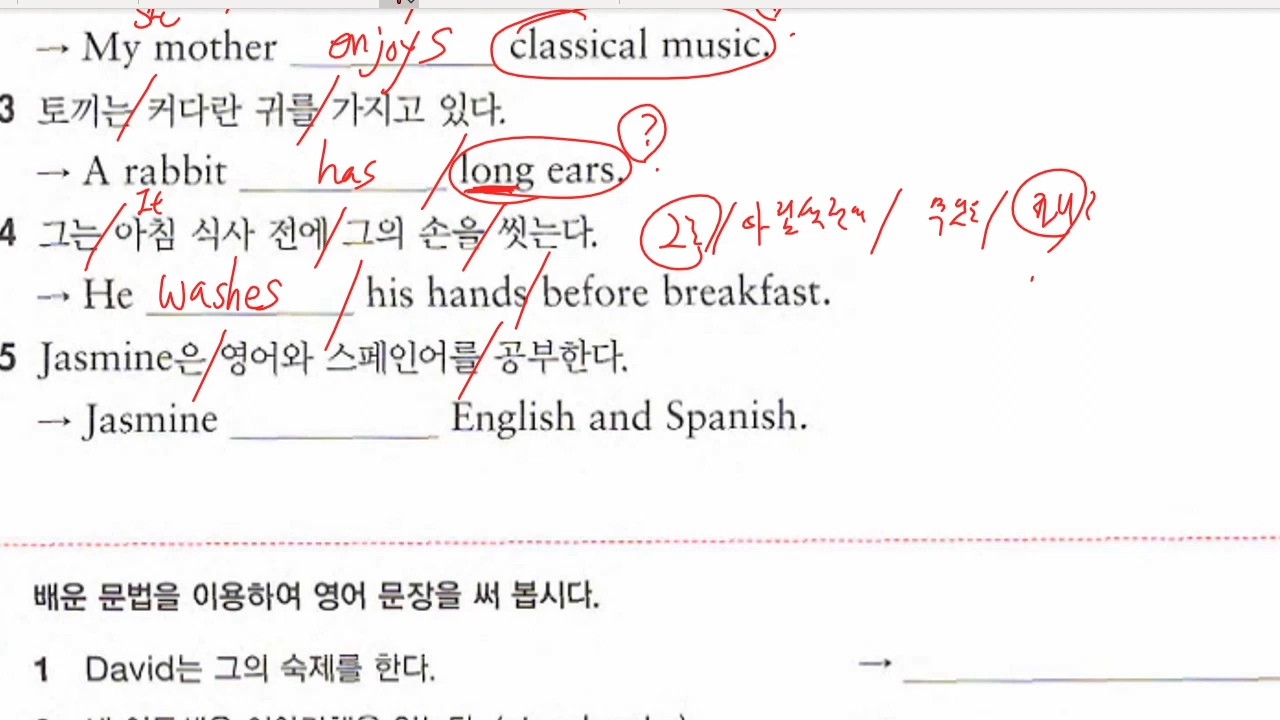 she
→ My mother enjoys classical music. ?
3 토끼는 / 커다란 귀를 / 가지고 있다.
→ A rabbit has / long ears. ?
It
4 그는 / 아침 식사 전에 / 그의 손을 / 씻는다.
→ He washes / his hands / before breakfast.
5 Jasmine은 / 영어와 스페인어를 / 공부한다.
→ Jasmine __________ English and Spanish.
배운 문법을 이용하여 영어 문장을 써 봅시다.
1 David는 그의 숙제를 한다. → __________